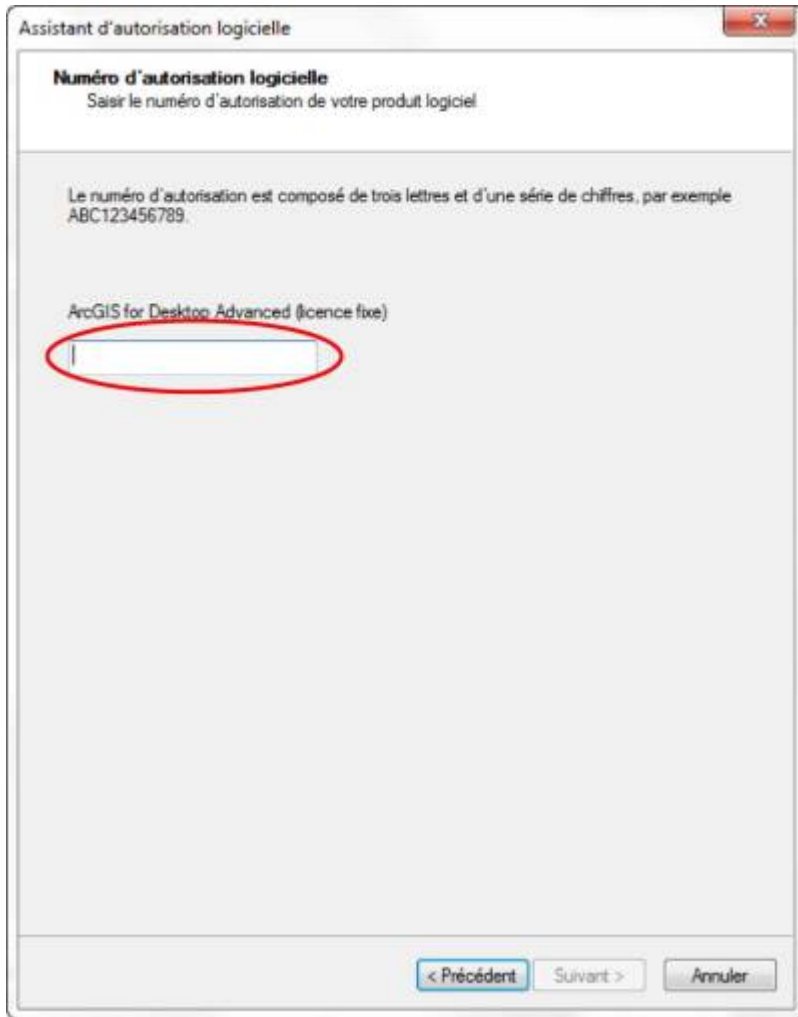 Assistant d'autorisation logicielle
Numéro d'autorisation logicielle
Saisir le numéro d'autorisation de votre produit logiciel
Le numéro d'autorisation est composé de trois lettres et d'une série de chiffres, par exemple
ABC123456789.
ArcGIS for Desktop Advanced (licence fixe)
< Précédent Suivant > Annuler